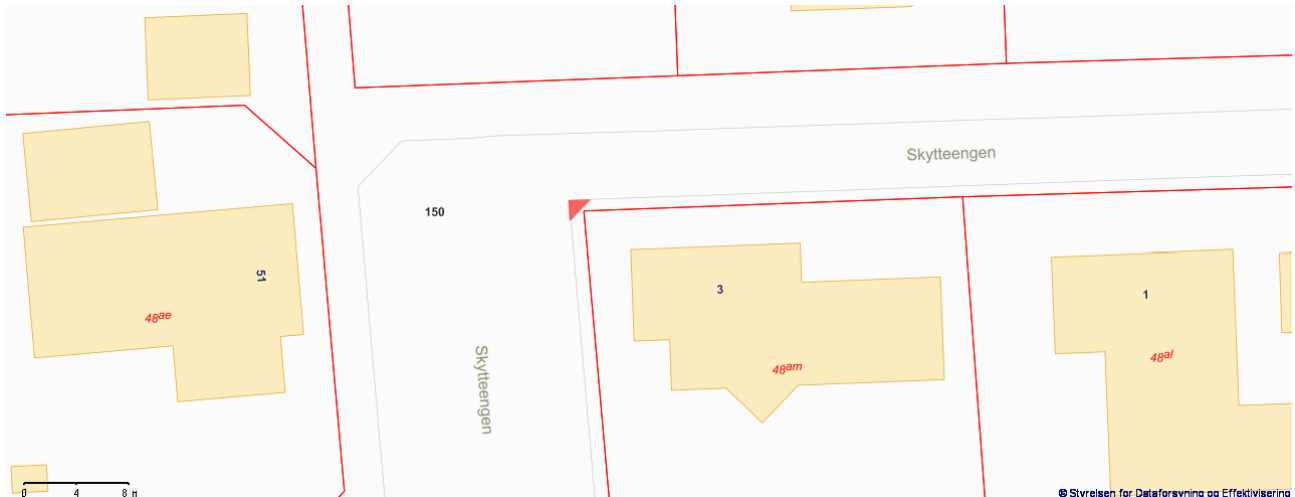 Skytteengen
150
51
48ae
3
48am
1
48al
Skytteengen
0 4 8 M
© Styrelsen for Dataforsyning og Effektivisering